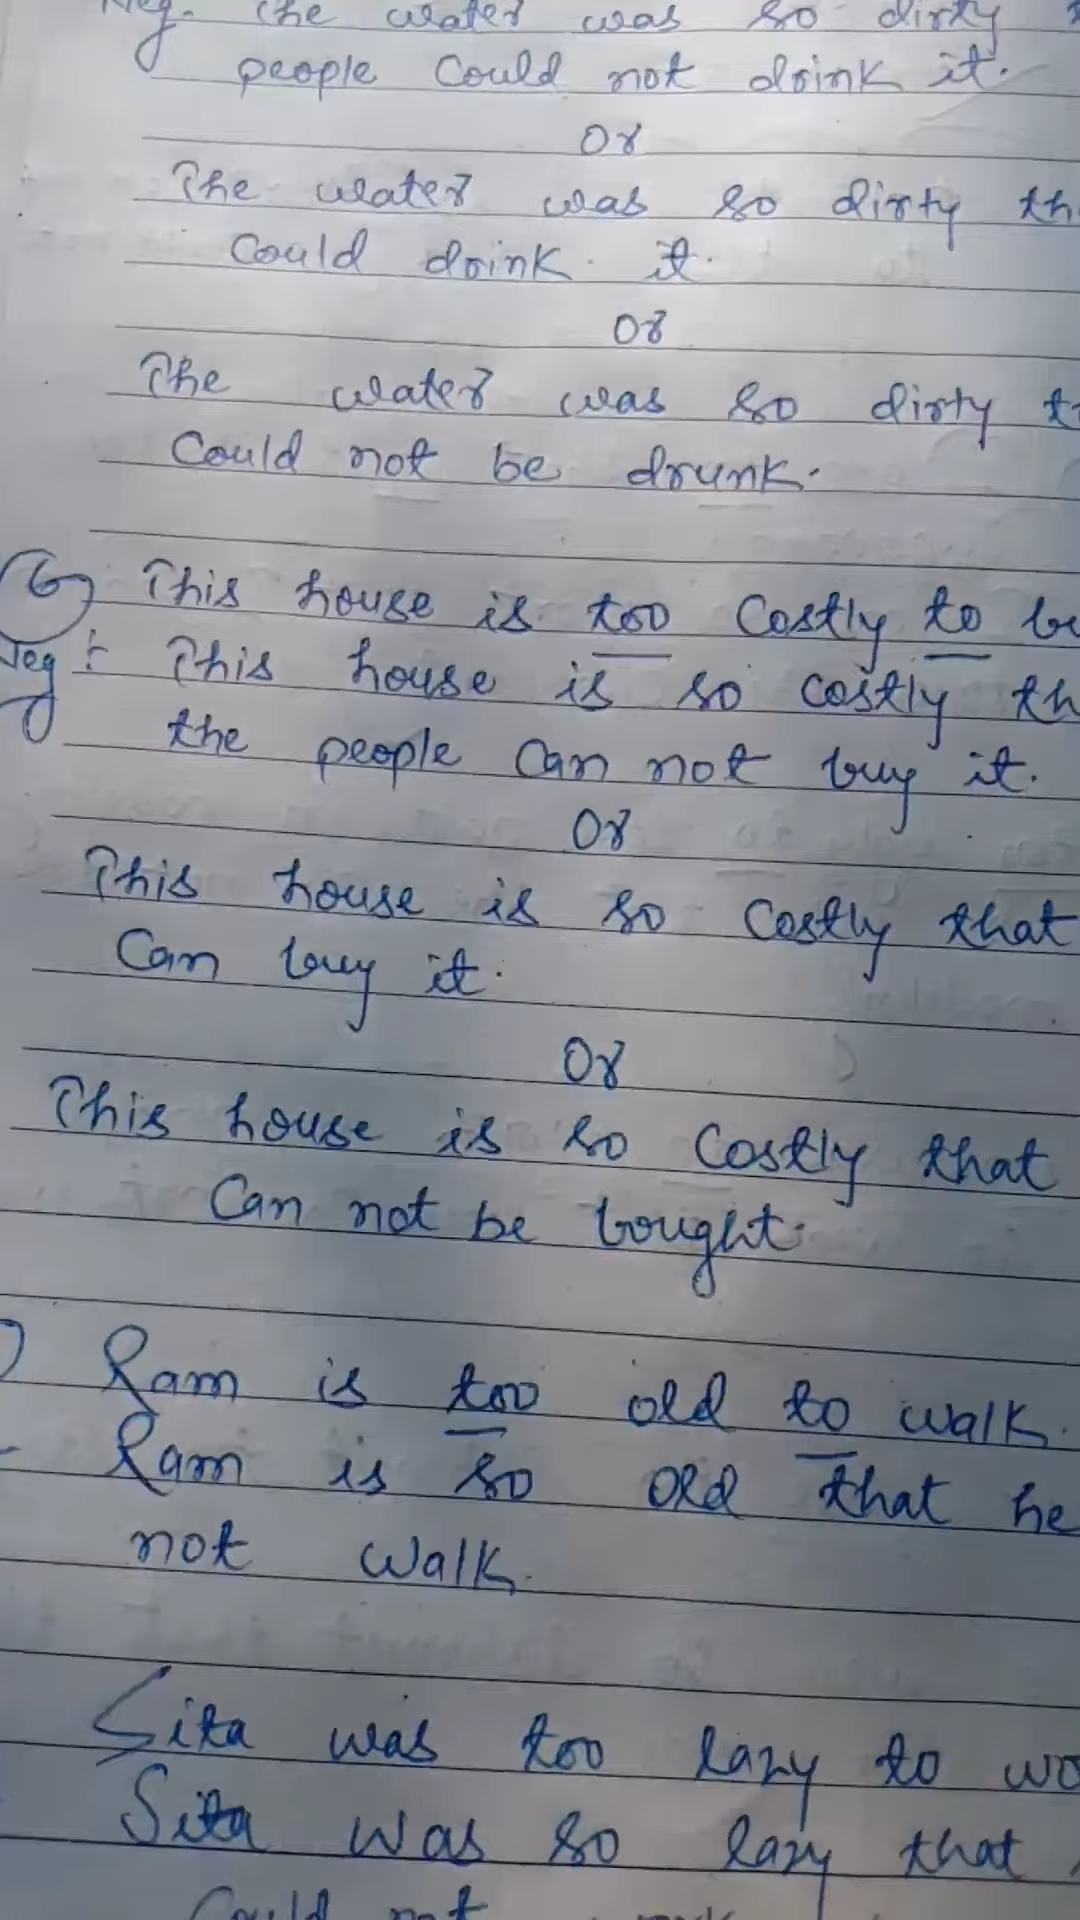 Neg. The water was so dirty
people Could not drink it.
Or
The water was so dirty th
Could drink it.
Or
The water was so dirty t
Could not be drunk.
6 This house is too Costly to bu
Neg : This house is so costly th
the people Can not buy it.
Or
This house is so Costly that
Can buy it.
Or
This house is so Costly that
Can not be bought.
Ram is too old to walk.
Ram is so old that he
not walk.
Sita was too lazy to wo
Sita was so lazy that
Could not